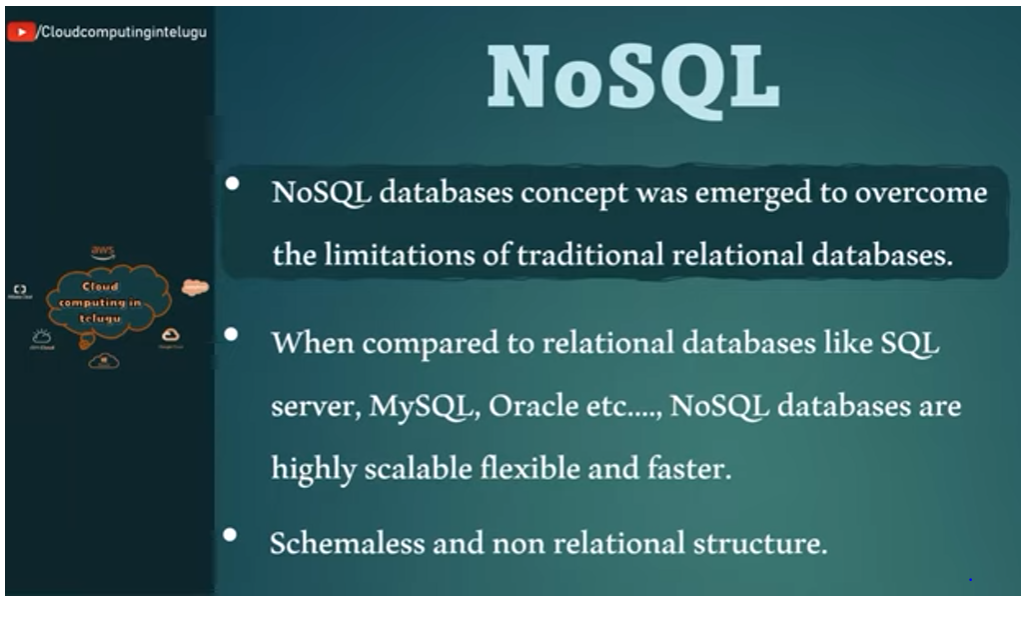 /Cloudcomputingintelugu
NoSQL
• NoSQL databases concept was emerged to overcome
the limitations of traditional relational databases.
• When compared to relational databases like SQL
server, MySQL, Oracle etc...., NoSQL databases are
highly scalable flexible and faster.
• Schemaless and non relational structure.
aws
Cloud
computing in
telugu